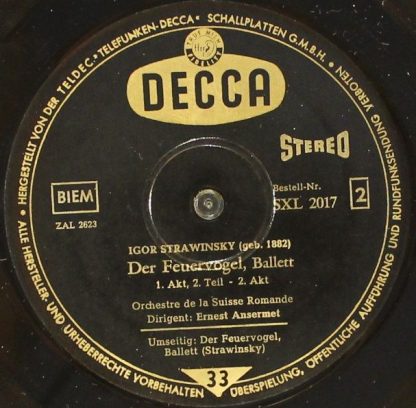 HERGESTELLT VON DER TELDEC · TELEFUNKEN-DECCA · SCHALLPLATTEN G.M.B.H.
ALLE HERSTELLER- UND URHEBERRECHTE VORBEHALTEN
ÜBERSPIELUNG, ÖFFENTLICHE AUFFÜHRUNG UND RUNDFUNKSENDUNG VERBOTEN
DECCA
STEREO
BIEM
ZAL 2623
Bestell-Nr.
SXL 2017
2
IGOR STRAWINSKY (geb. 1882)
Der Feuervogel, Ballett
1. Akt, 2. Teil - 2. Akt
Orchestre de la Suisse Romande
Dirigent: Ernest Ansermet
Umseitig: Der Feuervogel,
Ballett (Strawinsky)
33